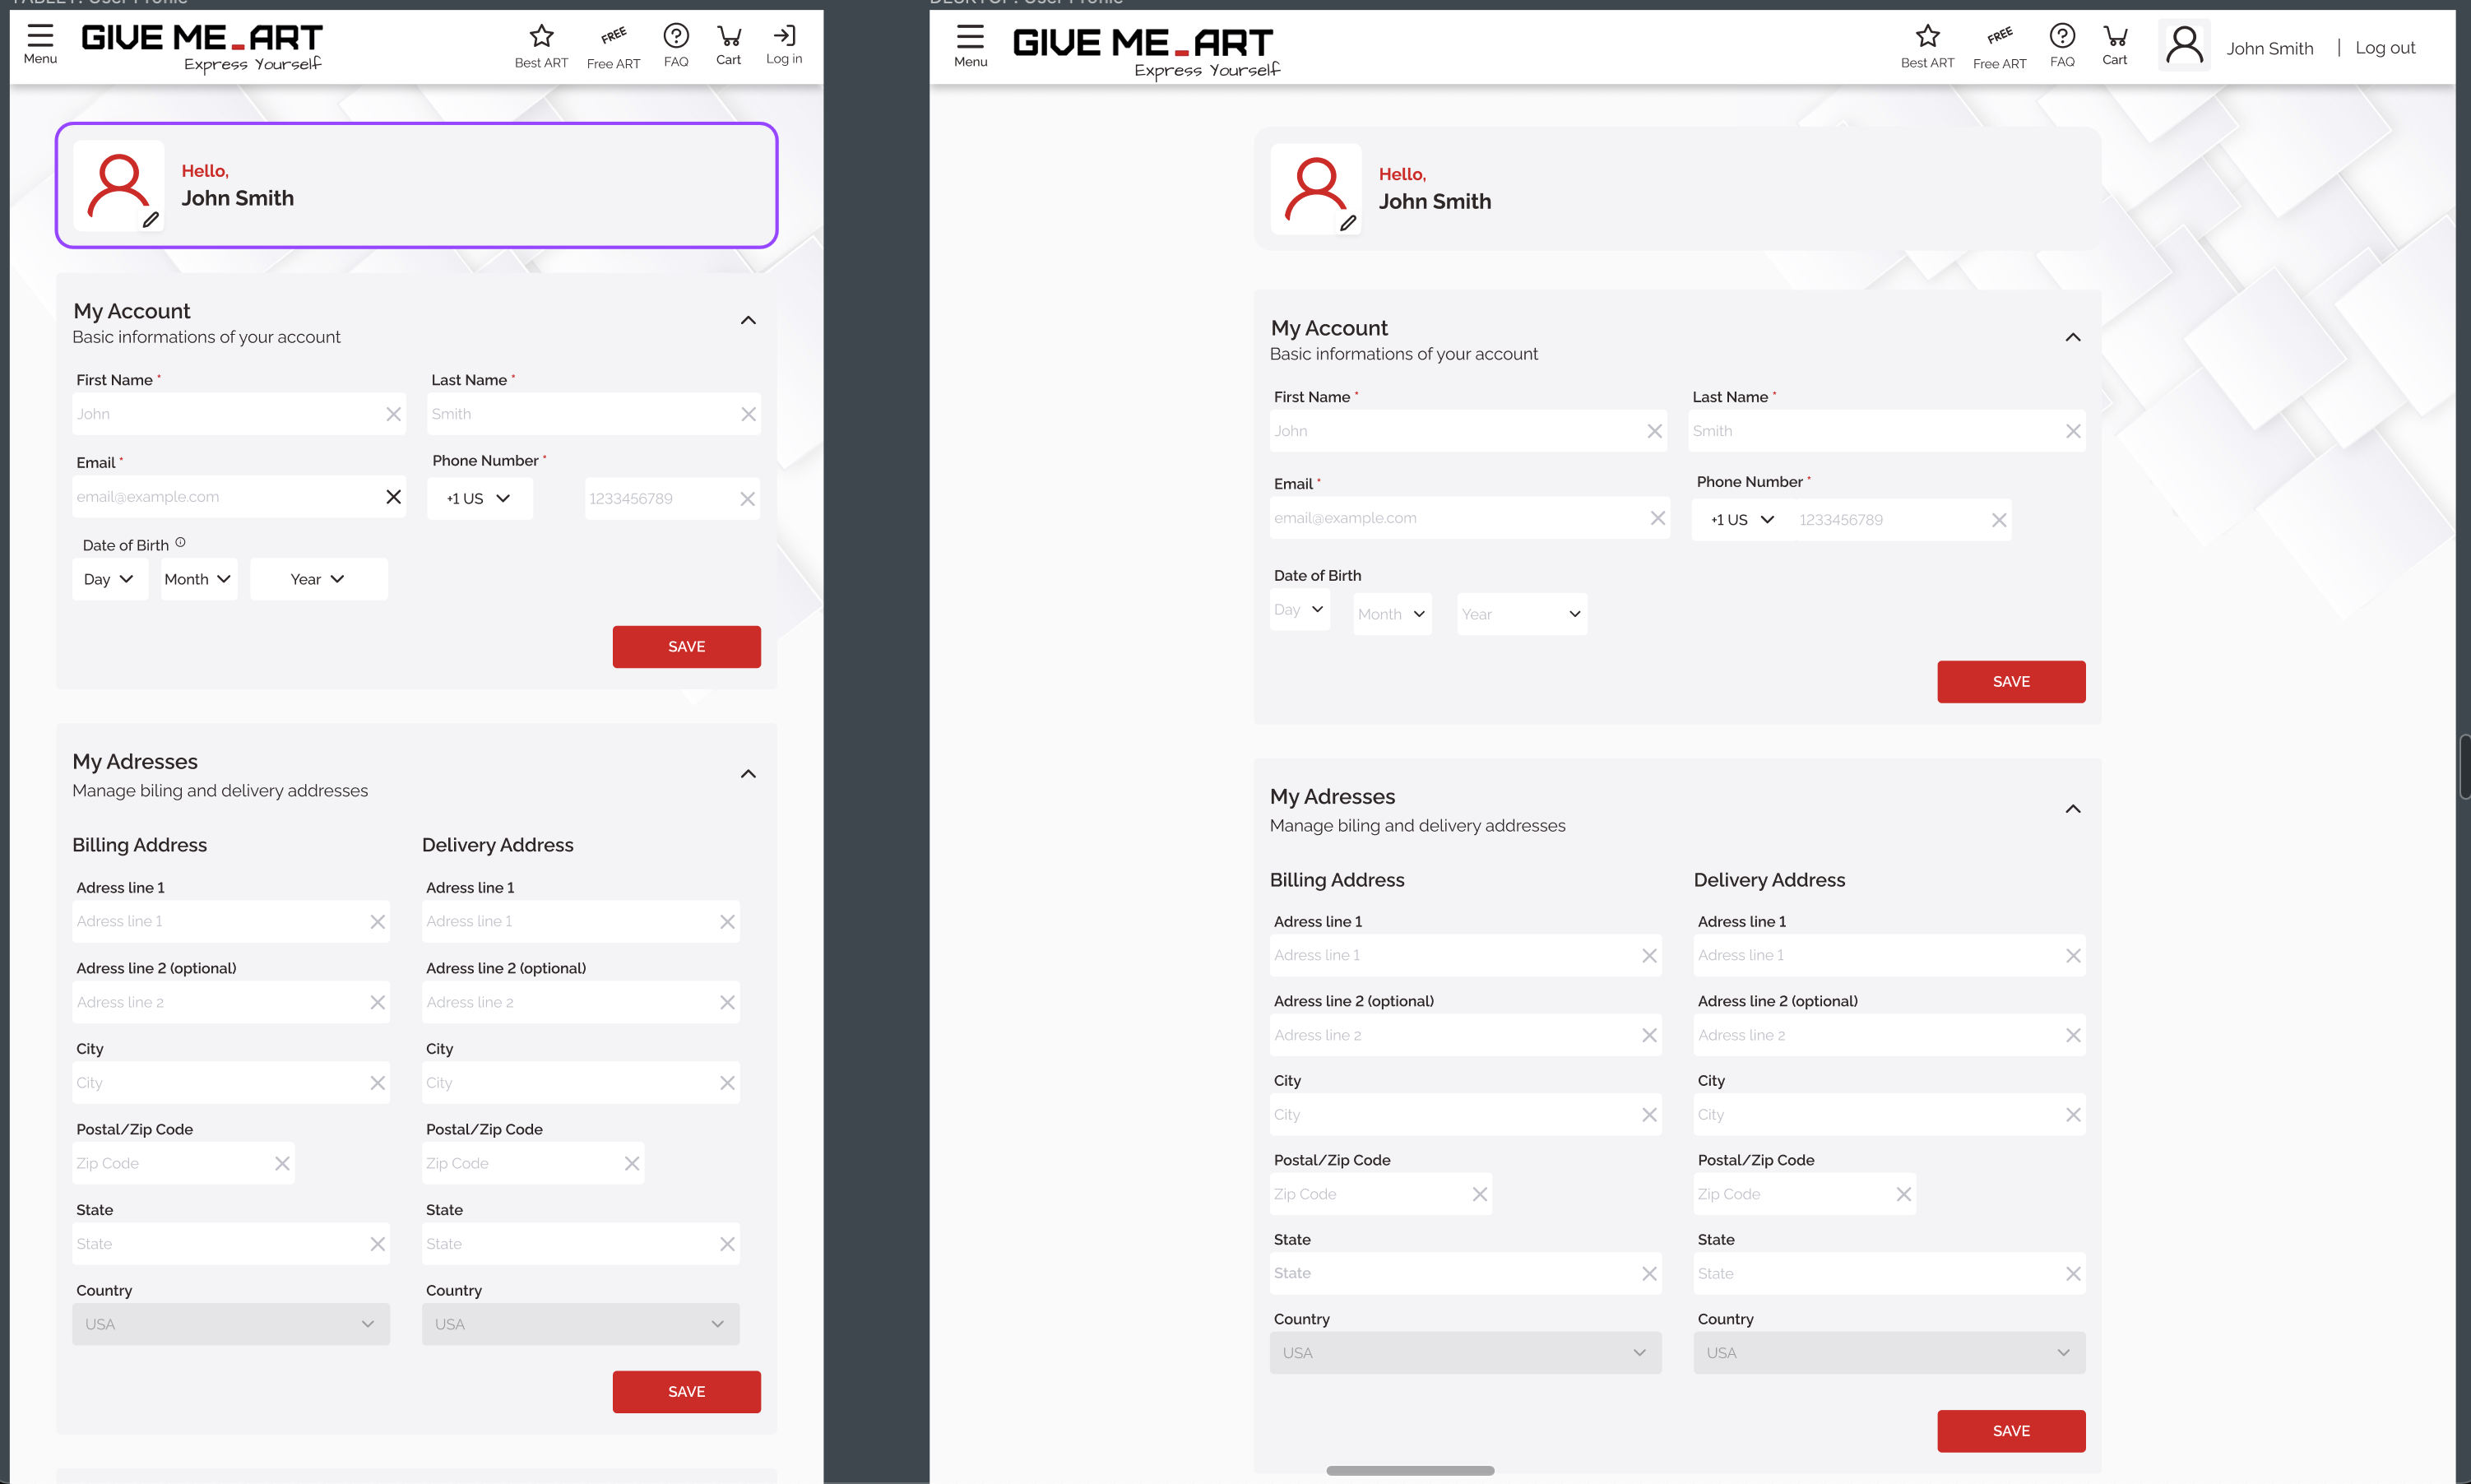 TABLET: User Profile
Menu
GIVE ME_ART
Express Yourself
Best ART
FREE
Free ART
FAQ
Cart
Log in
Hello,
John Smith
My Account
Basic informations of your account
First Name *
Last Name *
John
Smith
Email *
Phone Number *
email@example.com
+1 US
1233456789
Date of Birth
Day
Month
Year
SAVE
My Adresses
Manage biling and delivery addresses
Billing Address
Delivery Address
Adress line 1
Adress line 1
Adress line 1
Adress line 1
Adress line 2 (optional)
Adress line 2 (optional)
Adress line 2
Adress line 2
City
City
City
City
Postal/Zip Code
Postal/Zip Code
Zip Code
Zip Code
State
State
State
State
Country
Country
USA
USA
SAVE
DESKTOP: User Profile
Menu
GIVE ME_ART
Express Yourself
Best ART
FREE
Free ART
FAQ
Cart
John Smith | Log out
Hello,
John Smith
My Account
Basic informations of your account
First Name *
Last Name *
John
Smith
Email *
Phone Number *
email@example.com
+1 US
1233456789
Date of Birth
Day
Month
Year
SAVE
My Adresses
Manage biling and delivery addresses
Billing Address
Delivery Address
Adress line 1
Adress line 1
Adress line 1
Adress line 1
Adress line 2 (optional)
Adress line 2 (optional)
Adress line 2
Adress line 2
City
City
City
City
Postal/Zip Code
Postal/Zip Code
Zip Code
Zip Code
State
State
State
State
Country
Country
USA
USA
SAVE